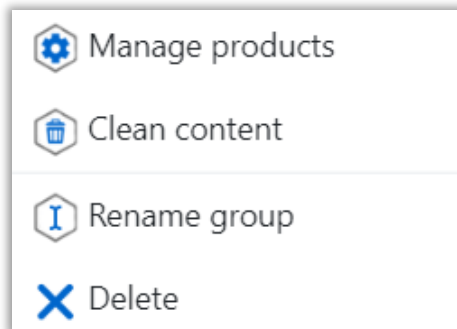 Manage products
Clean content
Rename group
Delete